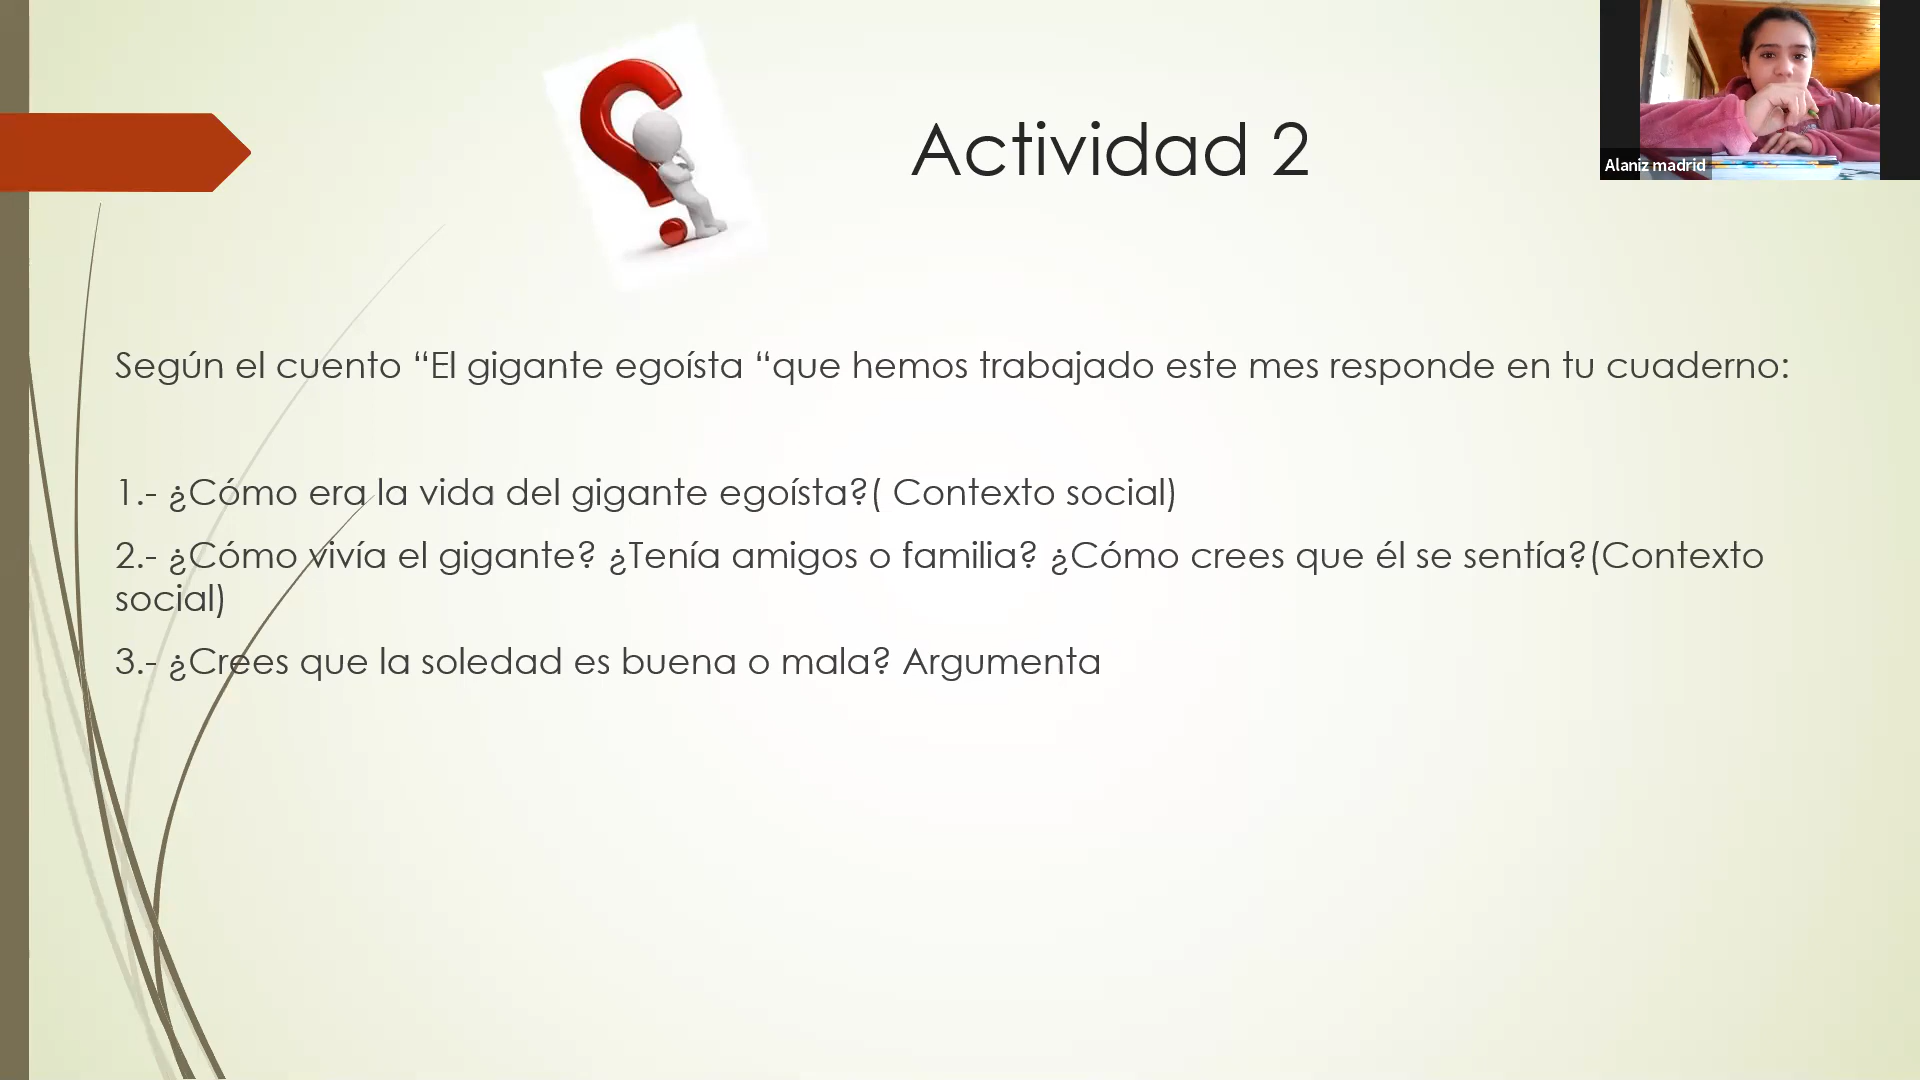 Actividad 2
Alaniz madrid
Según el cuento “El gigante egoísta “que hemos trabajado este mes responde en tu cuaderno:
1.- ¿Cómo era la vida del gigante egoísta?( Contexto social)
2.- ¿Cómo vivía el gigante? ¿Tenía amigos o familia? ¿Cómo crees que él se sentía?(Contexto
social)
3.- ¿Crees que la soledad es buena o mala? Argumenta